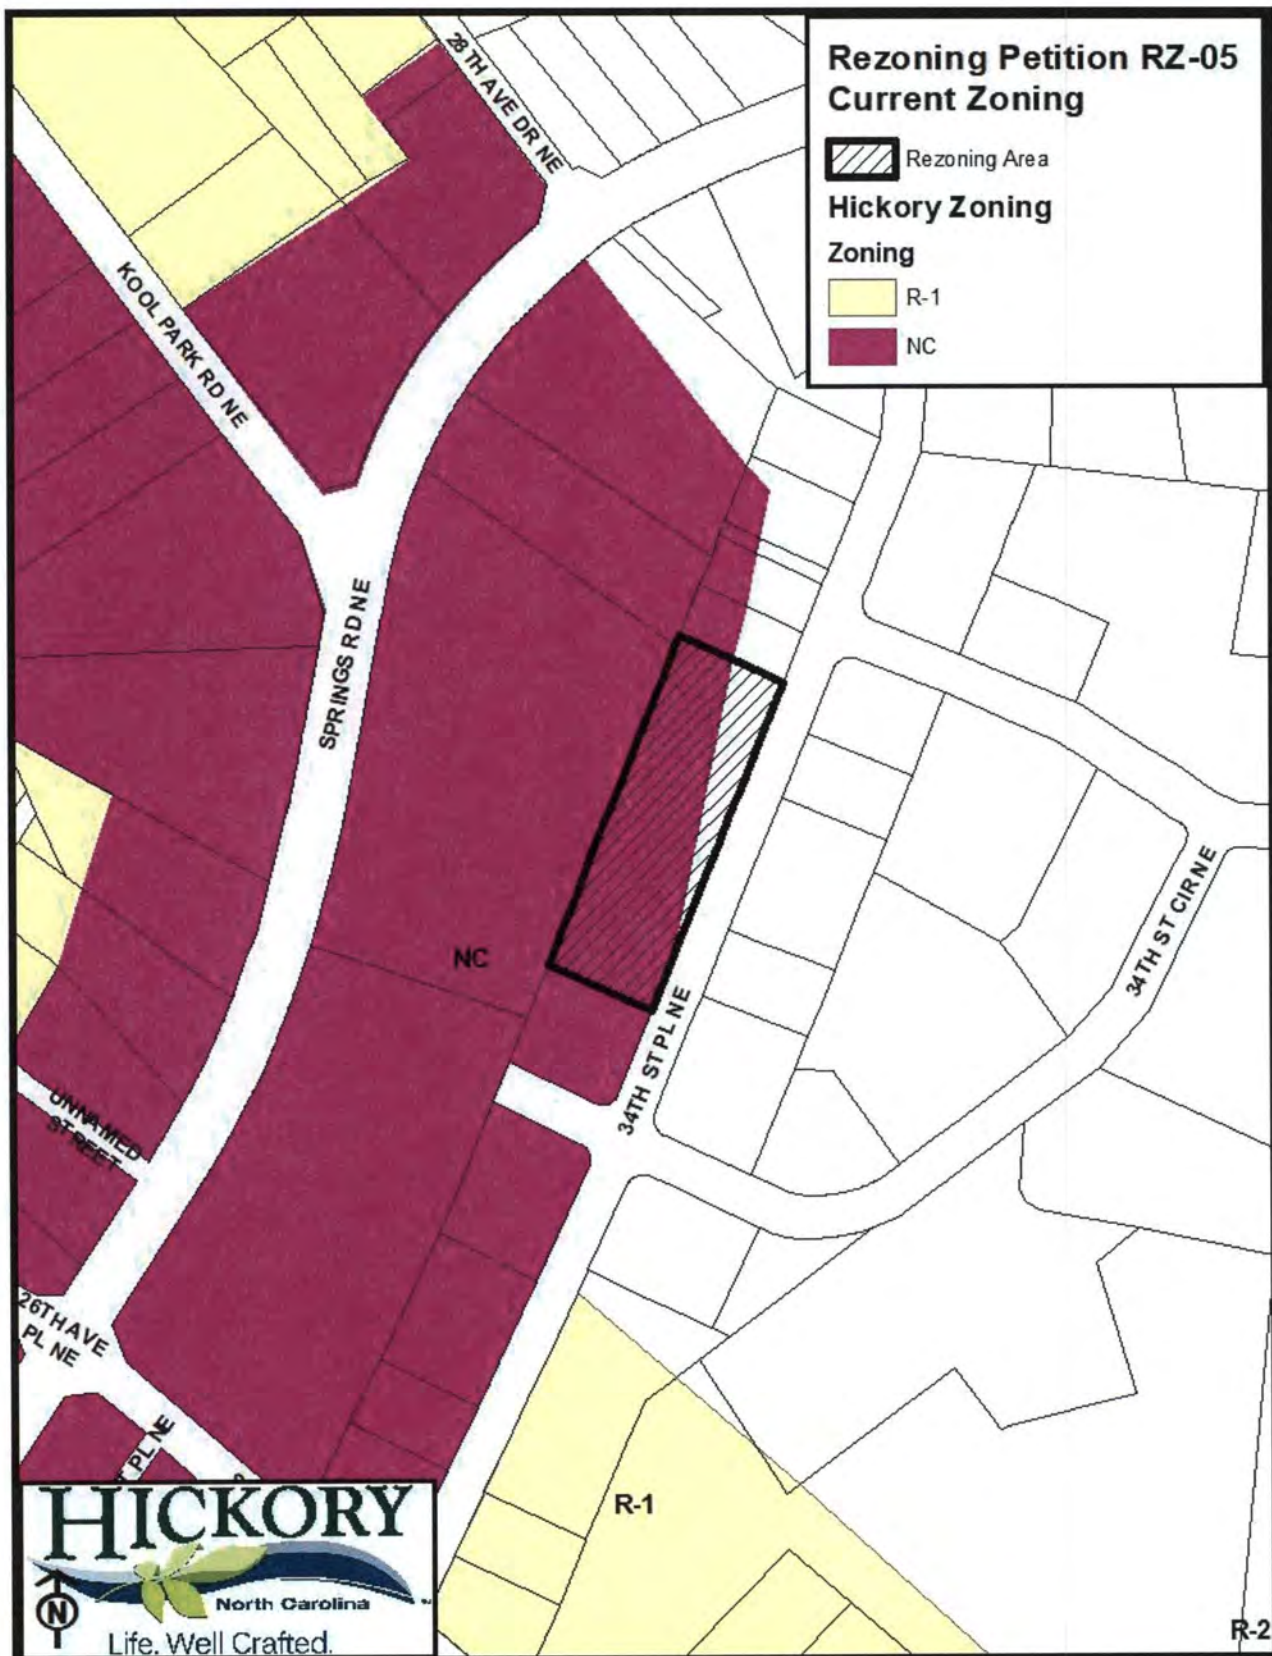 Rezoning Petition RZ-05
Current Zoning
Rezoning Area
Hickory Zoning
Zoning
R-1
NC
28TH AVE DR NE
KOOL PARK RD NE
SPRINGS RD NE
NC
34TH ST PL NE
34TH ST CIR NE
UNNAMED
STREET
26TH AVE
PL NE
T PL NE
R-1
R-2
HICKORY
North Carolina
N
Life. Well Crafted.